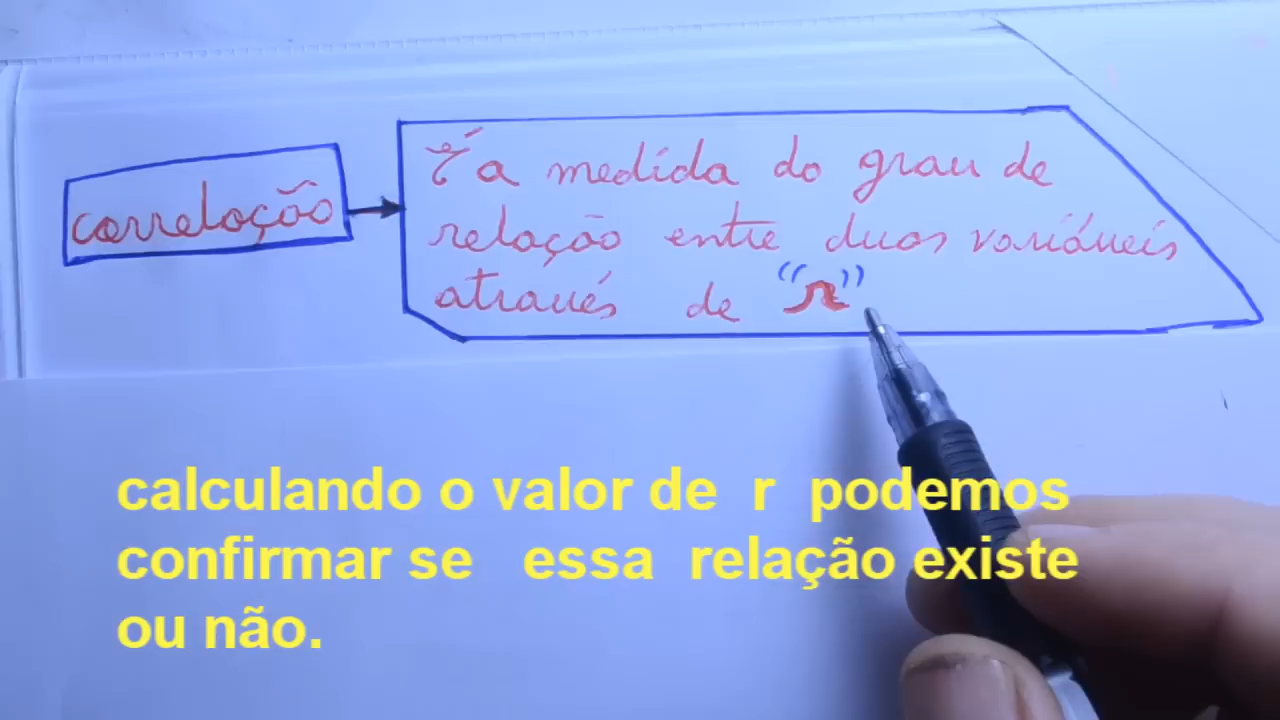 correlação
É a medida do grau de
relação entre duas variáveis
através de "r"
calculando o valor de r podemos
confirmar se essa relação existe
ou não.